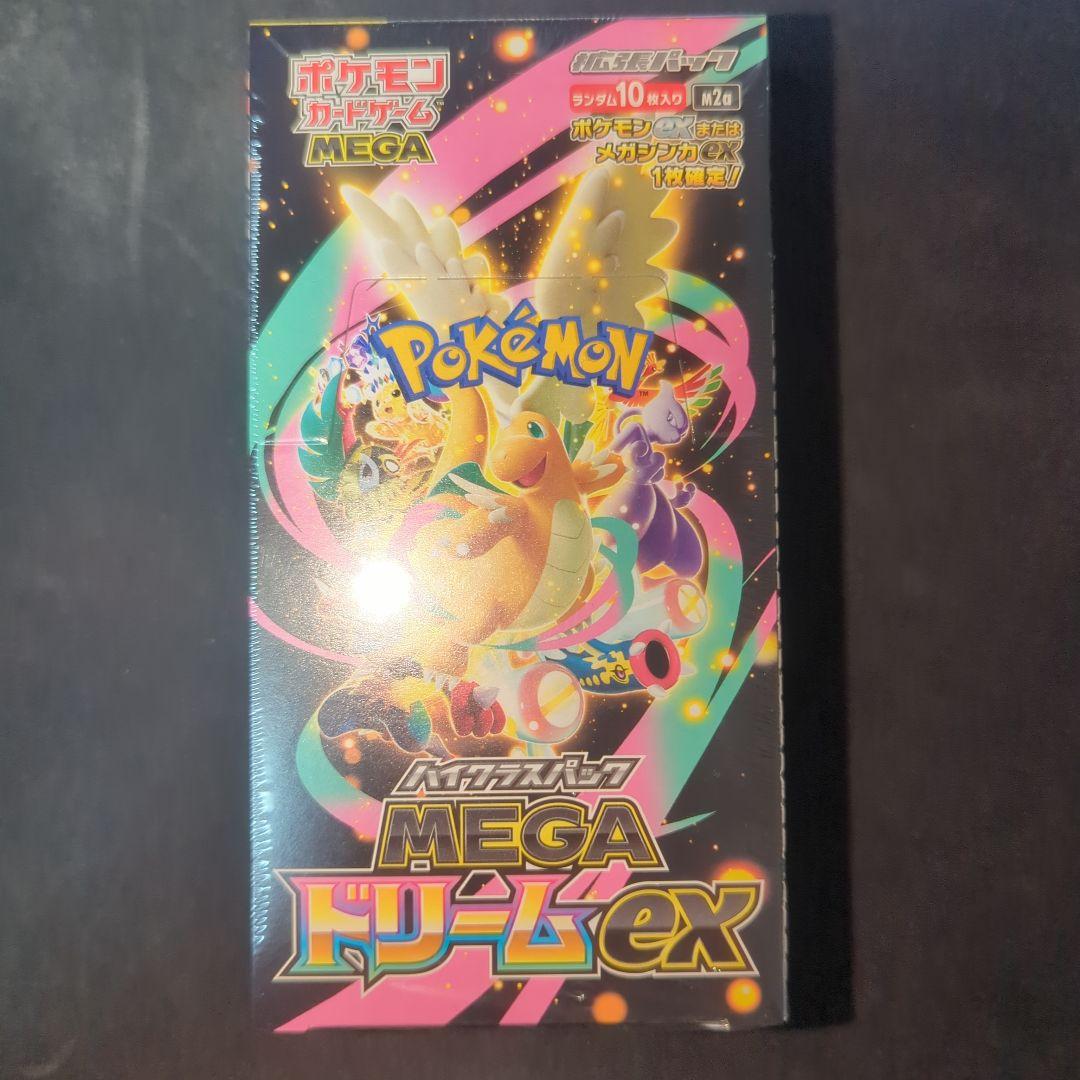 ポケモン
カードゲーム
MEGA
拡張パック
ランダム10枚入り M2a
ポケモンexまたは
メガシンカex
1枚確定!
POKéMON
TM
ハイクラスパック
MEGA
ドリームex